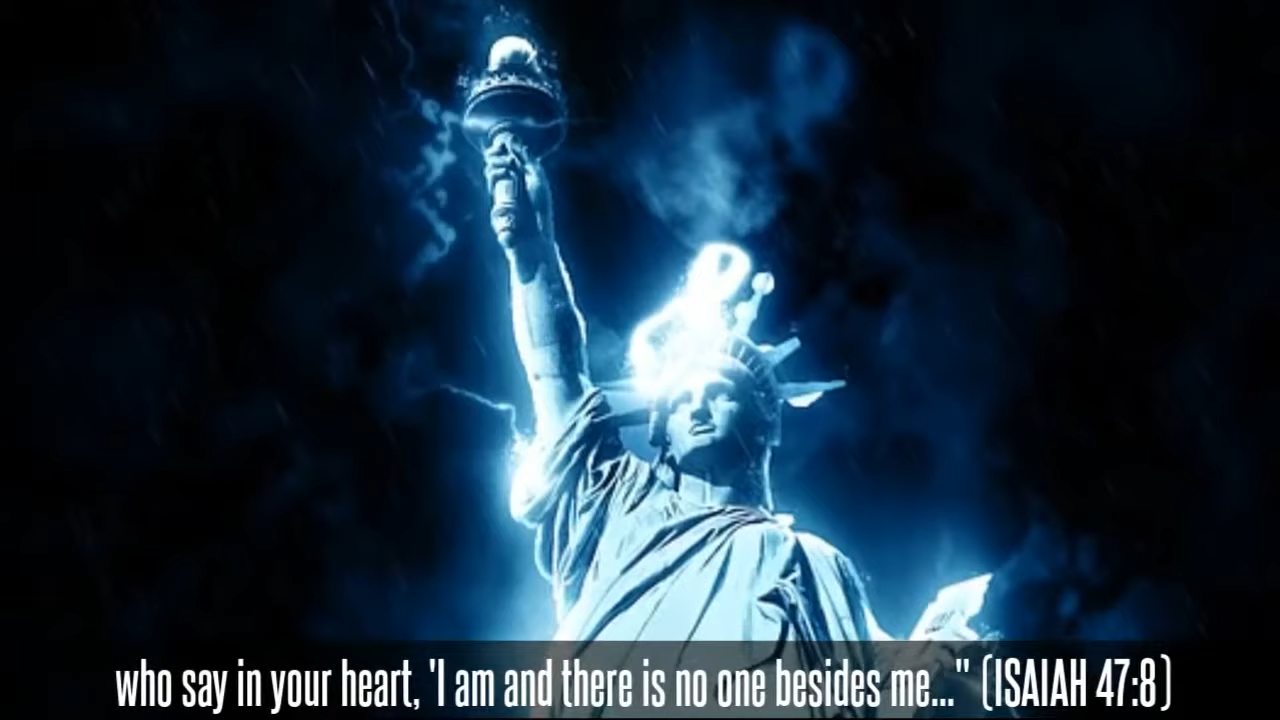 who say in your heart, 'I am and there is no one besides me..." (ISAIAH 47:8)